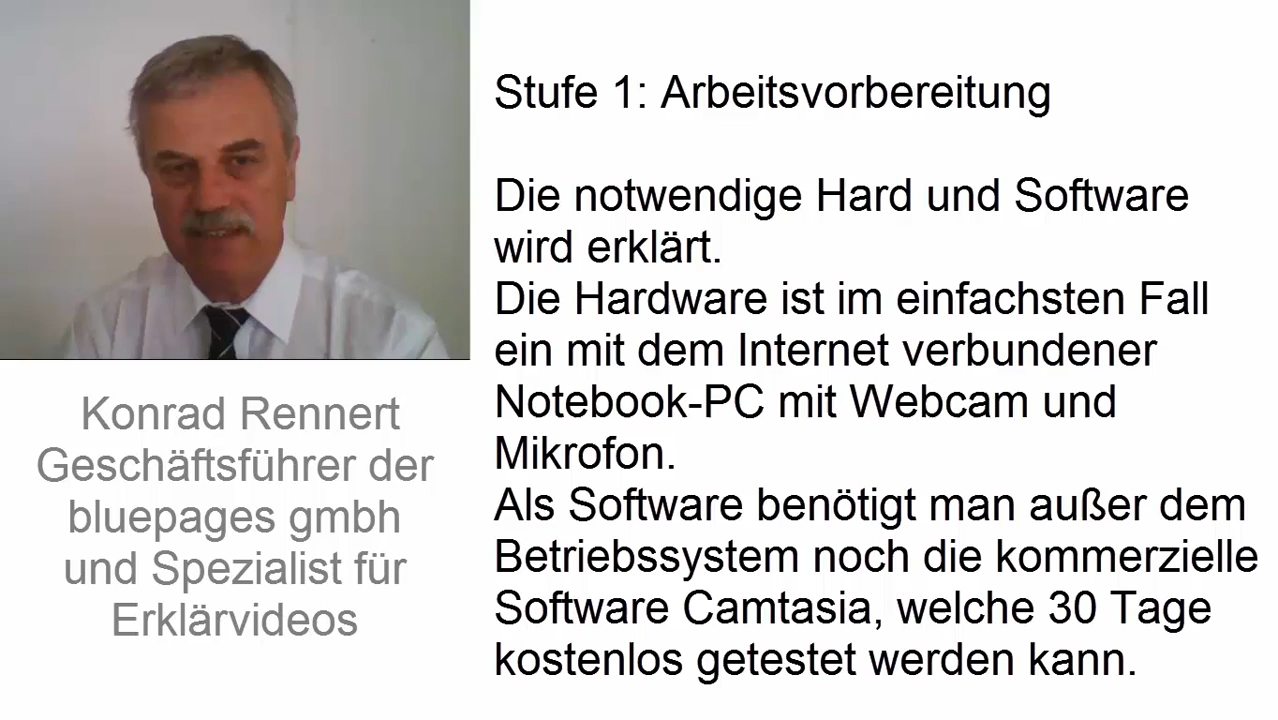 Stufe 1: Arbeitsvorbereitung
Die notwendige Hard und Software
wird erklärt.
Die Hardware ist im einfachsten Fall
ein mit dem Internet verbundener
Notebook-PC mit Webcam und
Mikrofon.
Als Software benötigt man außer dem
Betriebssystem noch die kommerzielle
Software Camtasia, welche 30 Tage
kostenlos getestet werden kann.
Konrad Rennert
Geschäftsführer der
bluepages gmbh
und Spezialist für
Erklärvideos